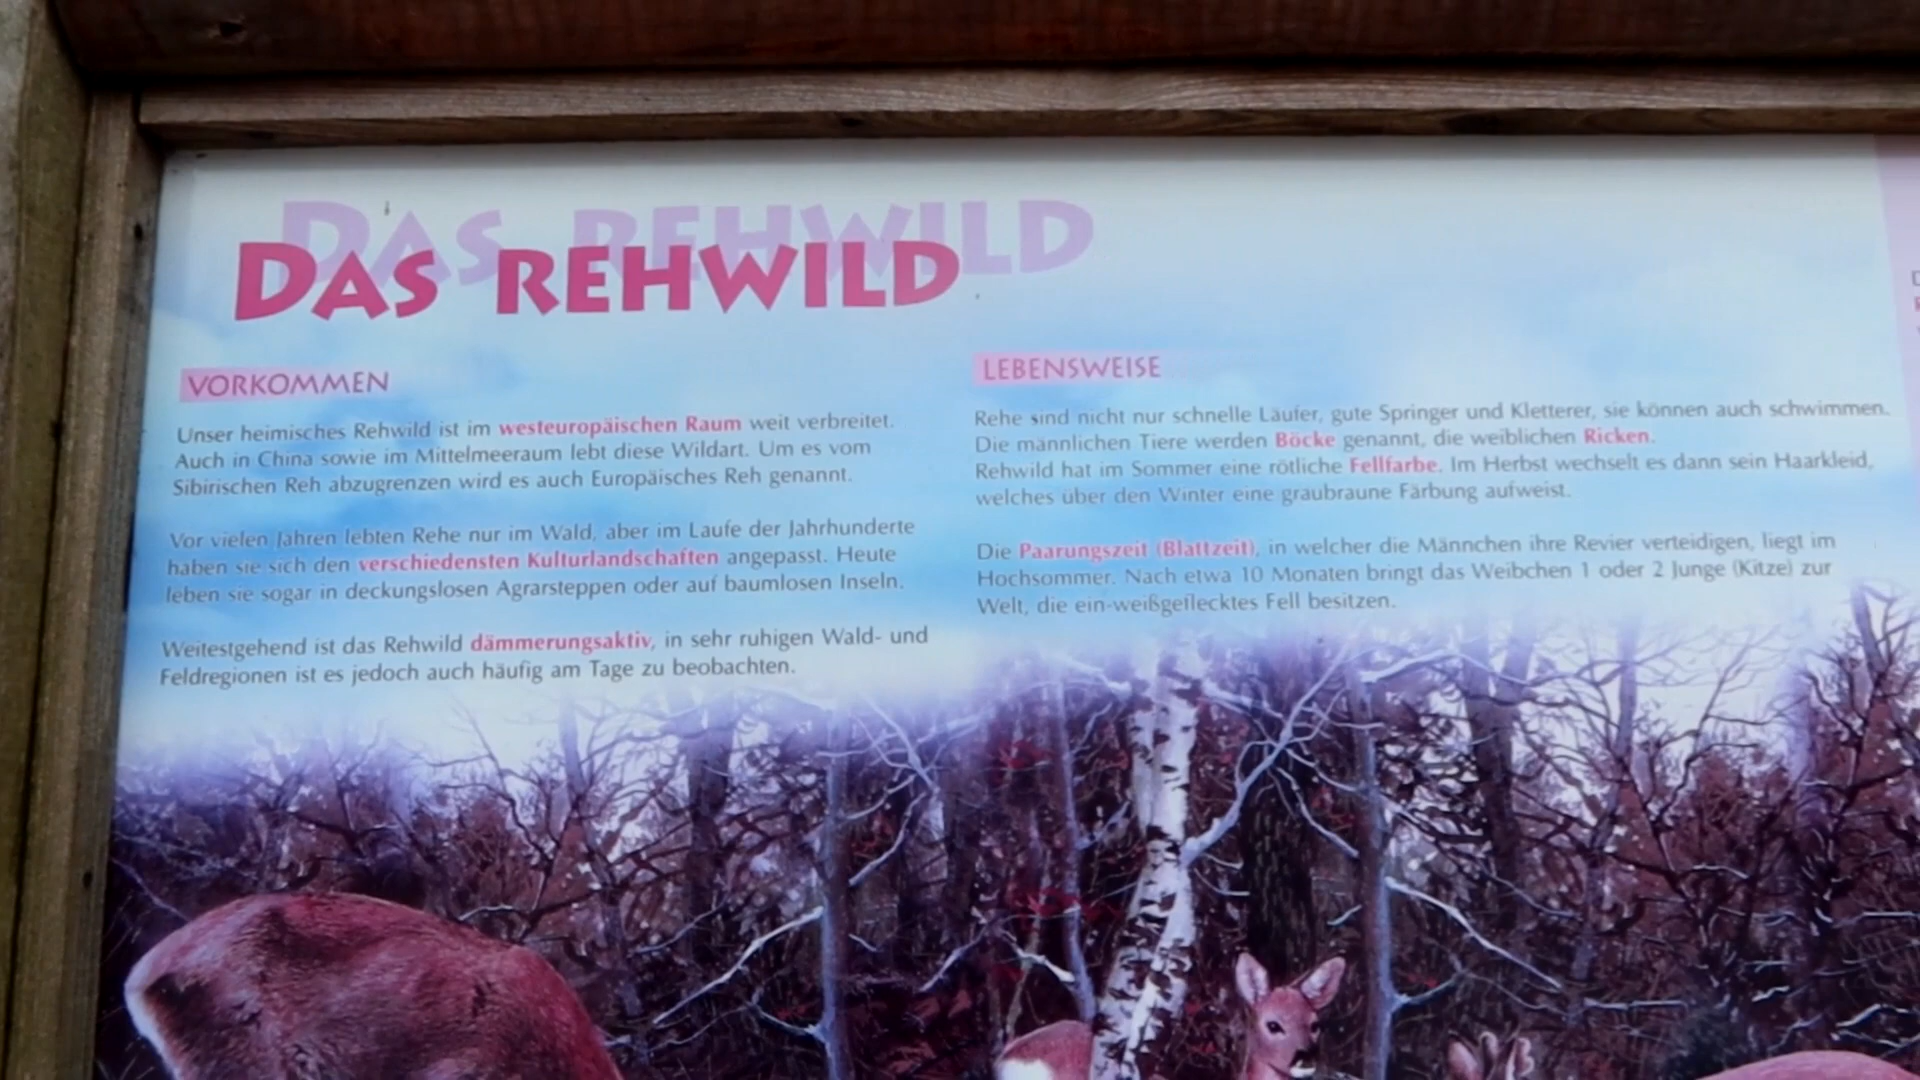 DAS REHWILD
VORKOMMEN
Unser heimisches Rehwild ist im westeuropäischen Raum weit verbreitet.
Auch in China sowie im Mittelmeeraum lebt diese Wildart. Um es vom
Sibirischen Reh abzugrenzen wird es auch Europäisches Reh genannt.
Vor vielen Jahren lebten Rehe nur im Wald, aber im Laufe der Jahrhunderte
haben sie sich den verschiedensten Kulturlandschaften angepasst. Heute
leben sie sogar in deckungslosen Agrarsteppen oder auf baumlosen Inseln.
Weitestgehend ist das Rehwild dämmerungsaktiv, in sehr ruhigen Wald- und
Feldregionen ist es jedoch auch häufig am Tage zu beobachten.
LEBENSWEISE
Rehe sind nicht nur schnelle Läufer, gute Springer und Kletterer, sie können auch schwimmen.
Die männlichen Tiere werden Böcke genannt, die weiblichen Ricken.
Rehwild hat im Sommer eine rötliche Fellfarbe. Im Herbst wechselt es dann sein Haarkleid,
welches über den Winter eine graubraune Färbung aufweist.
Die Paarungszeit (Blattzeit), in welcher die Männchen ihre Revier verteidigen, liegt im
Hochsommer. Nach etwa 10 Monaten bringt das Weibchen 1 oder 2 Junge (Kitze) zur
Welt, die ein-weißgeflecktes Fell besitzen.